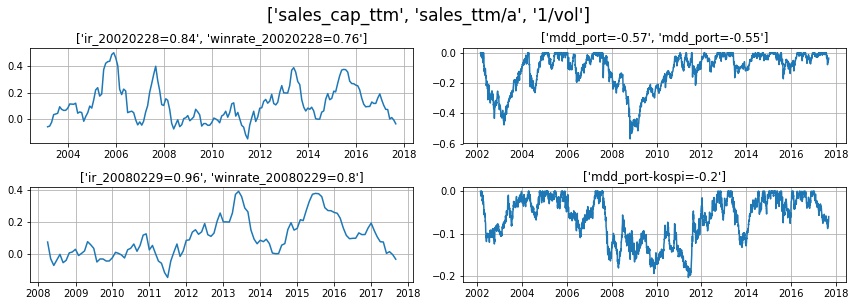 ['sales_cap_ttm', 'sales_ttm/a', '1/vol']
['ir_20020228=0.84', 'winrate_20020228=0.76']
0.4
0.2
0.0
2004 2006 2008 2010 2012 2014 2016 2018
['mdd_port=-0.57', 'mdd_port=-0.55']
0.0
−0.2
−0.4
−0.6
2002 2004 2006 2008 2010 2012 2014 2016 2018
['ir_20080229=0.96', 'winrate_20080229=0.8']
0.4
0.2
0.0
2008 2009 2010 2011 2012 2013 2014 2015 2016 2017 2018
['mdd_port-kospi=-0.2']
0.0
−0.1
−0.2
2002 2004 2006 2008 2010 2012 2014 2016 2018